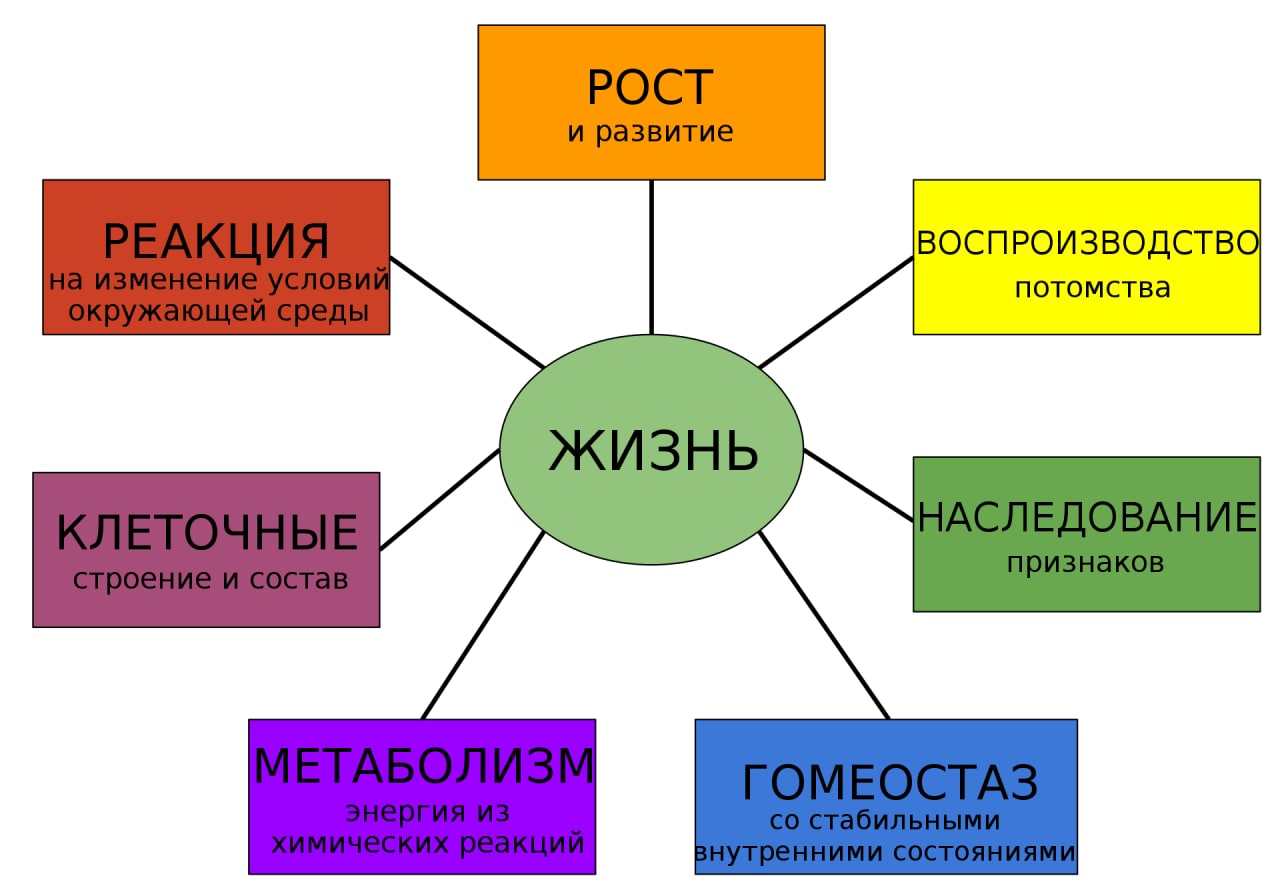 РОСТ
и развитие
РЕАКЦИЯ
на изменение условий
окружающей среды
ВОСПРОИЗВОДСТВО
потомства
ЖИЗНЬ
КЛЕТОЧНЫЕ
строение и состав
НАСЛЕДОВАНИЕ
признаков
МЕТАБОЛИЗМ
энергия из
химических реакций
ГОМЕОСТАЗ
со стабильными
внутренними состояниями